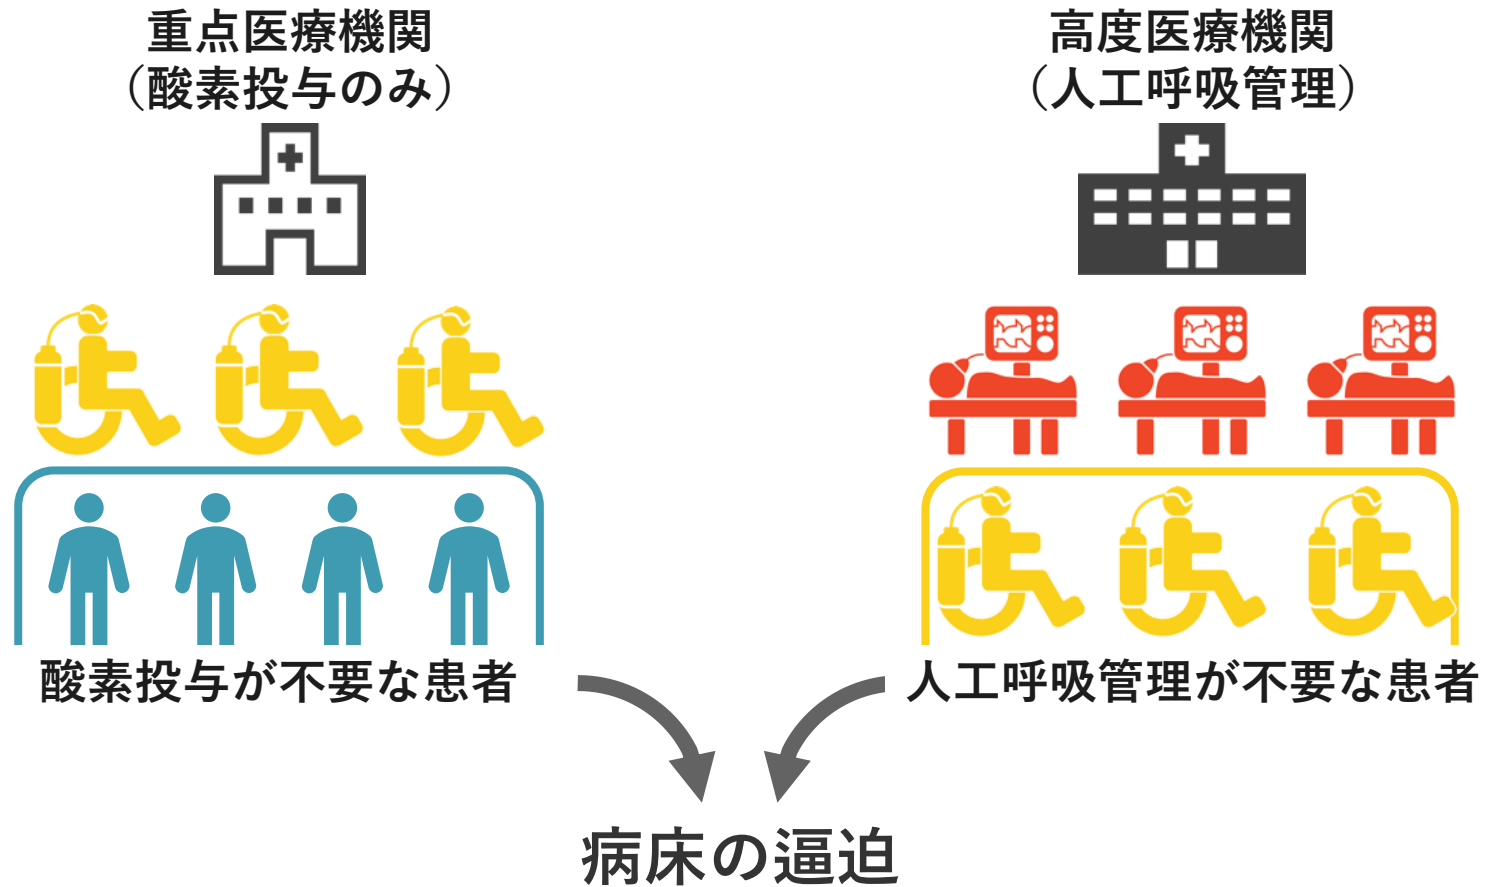 重点医療機関
（酸素投与のみ）
高度医療機関
（人工呼吸管理）
酸素投与が不要な患者
人工呼吸管理が不要な患者
病床の逼迫